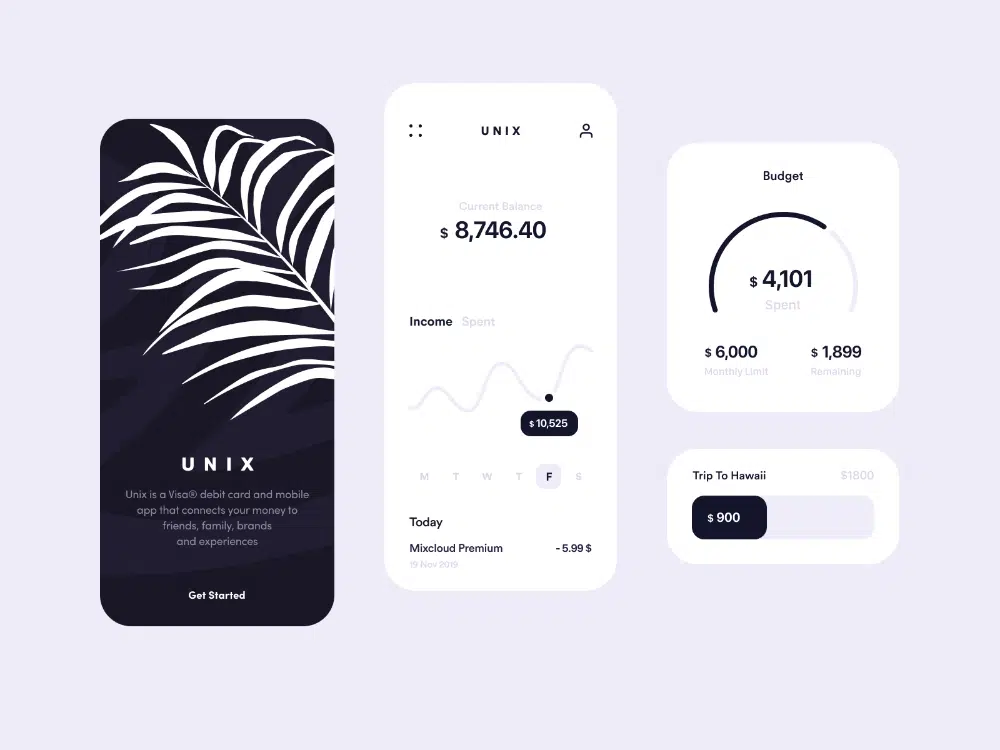 UNIX
Unix is a Visa® debit card and mobile
app that connects your money to
friends, family, brands
and experiences
Get Started
UNIX
Current Balance
$ 8,746.40
Income Spent
$ 10,525
M T W T F S
Today
Mixcloud Premium - 5.99 $
19 Nov 2019
Budget
$ 4,101
Spent
$ 6,000 $ 1,899
Monthly Limit Remaining
Trip To Hawaii $1800
$ 900